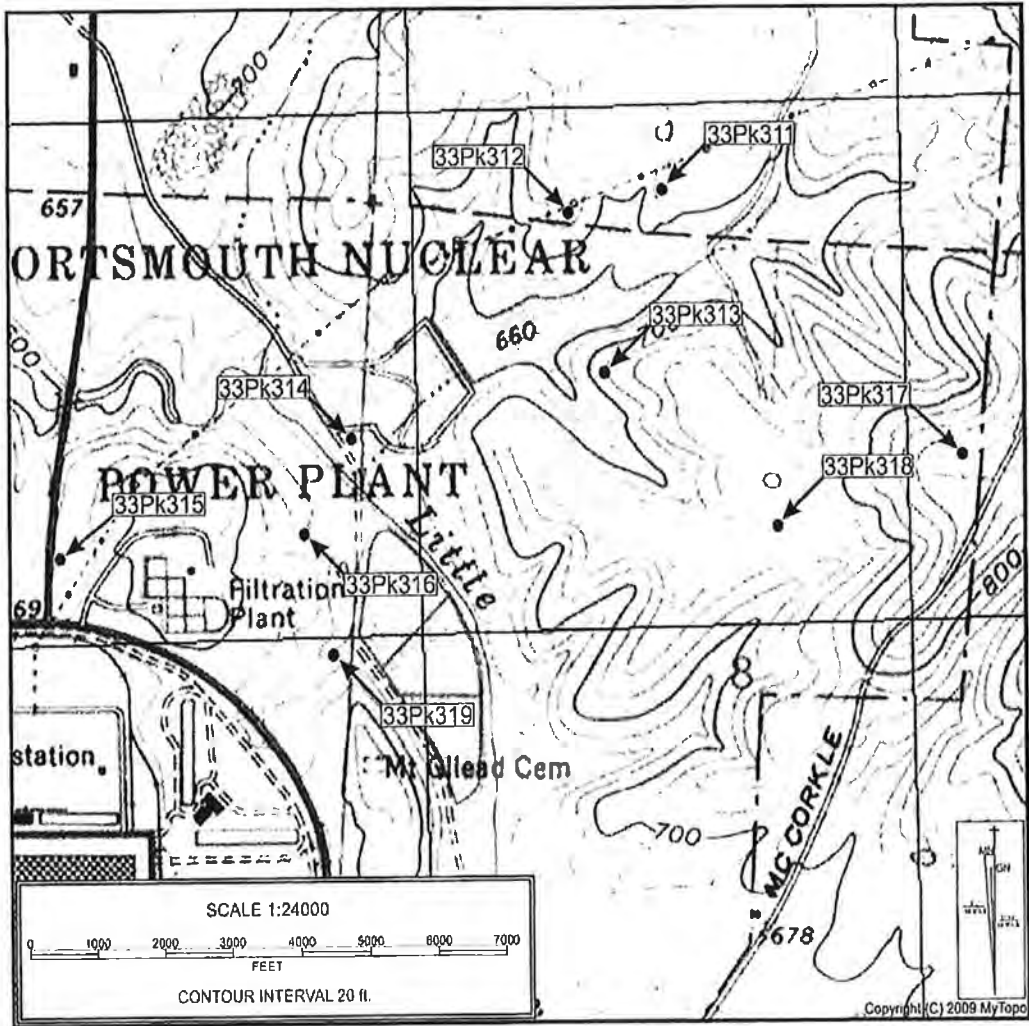 700
33Pk311
33Pk312
657
ORTSMOUTH NUCLEAR
660
33Pk313
700
33Pk314
33Pk317
33Pk318
POWER PLANT
33Pk315
Little
33Pk316
Filtration
Plant
69
800
8
33Pk319
station
Mt Gilead Cem
MC CORKLE
700
678
MN
GN
SCALE 1:24000
0 1000 2000 3000 4000 5000 6000 7000
FEET
CONTOUR INTERVAL 20 ft.
Copyright (C) 2009 MyTopo